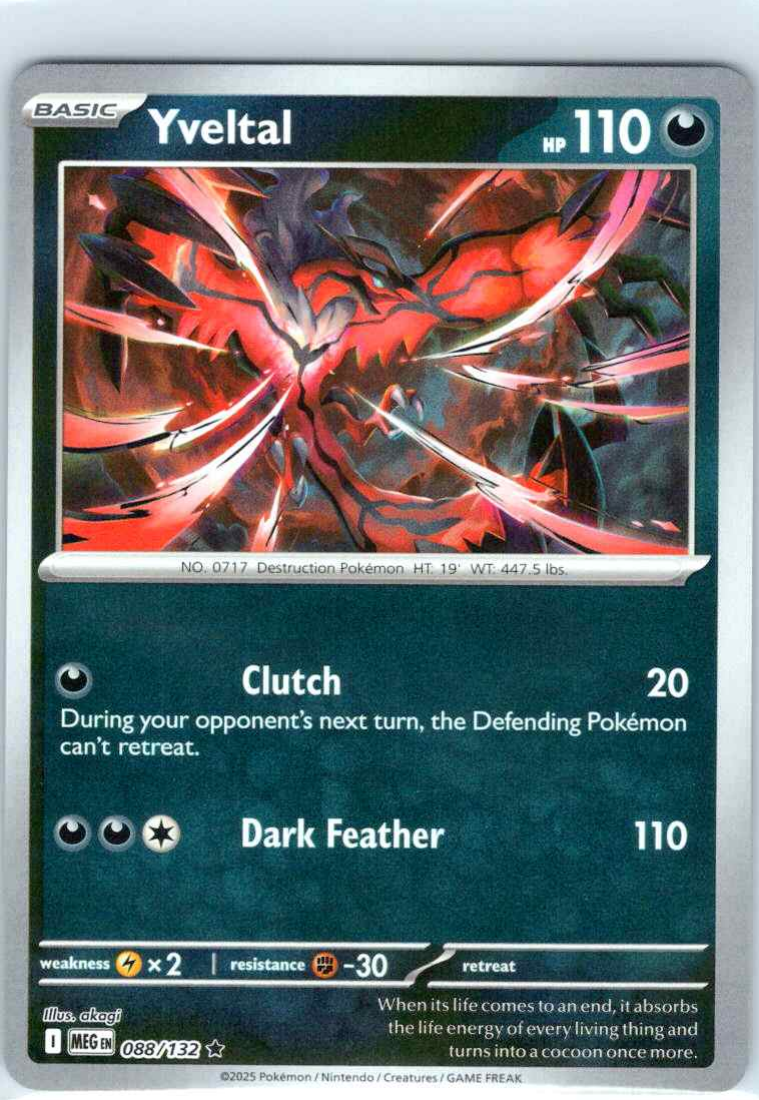 BASIC
Yveltal
HP 110
NO. 0717 Destruction Pokémon HT: 19' WT: 447.5 lbs.
Clutch 20
During your opponent's next turn, the Defending Pokémon
can't retreat.
Dark Feather 110
weakness ×2 resistance -30 retreat
Illus. akagi
I MEG EN 088/132
When its life comes to an end, it absorbs
the life energy of every living thing and
turns into a cocoon once more.
©2025 Pokémon / Nintendo / Creatures / GAME FREAK